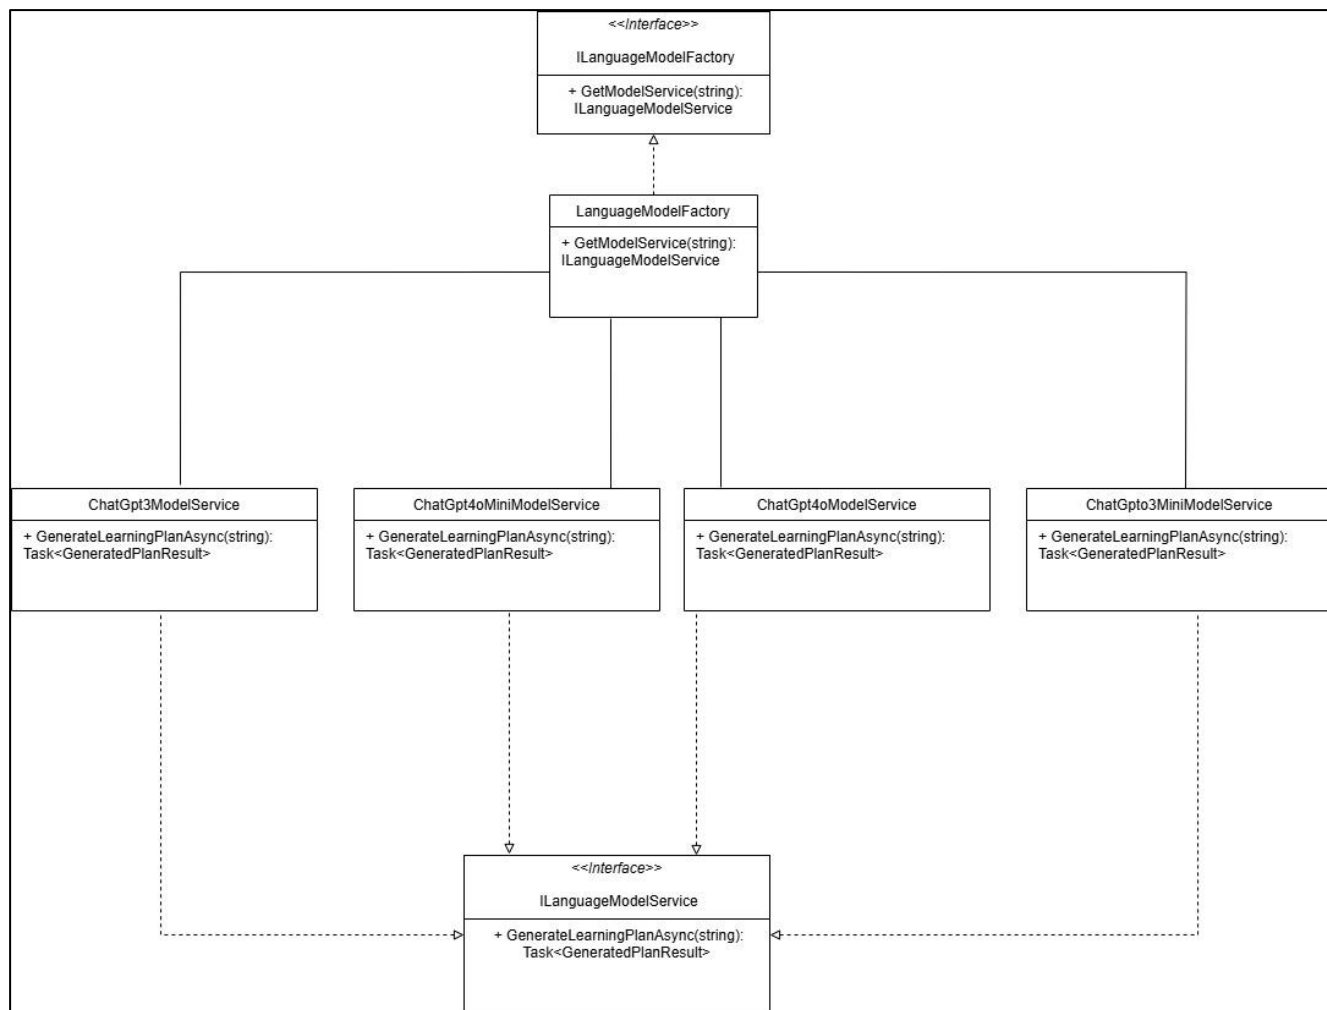 <<Interface>>
ILanguageModelFactory
+ GetModelService(string):
ILanguageModelService
LanguageModelFactory
+ GetModelService(string):
ILanguageModelService
ChatGpt3ModelService
+ GenerateLearningPlanAsync(string):
Task<GeneratedPlanResult>
ChatGpt4oMiniModelService
+ GenerateLearningPlanAsync(string):
Task<GeneratedPlanResult>
ChatGpt4oModelService
+ GenerateLearningPlanAsync(string):
Task<GeneratedPlanResult>
ChatGpto3MiniModelService
+ GenerateLearningPlanAsync(string):
Task<GeneratedPlanResult>
<<Interface>>
ILanguageModelService
+ GenerateLearningPlanAsync(string):
Task<GeneratedPlanResult>